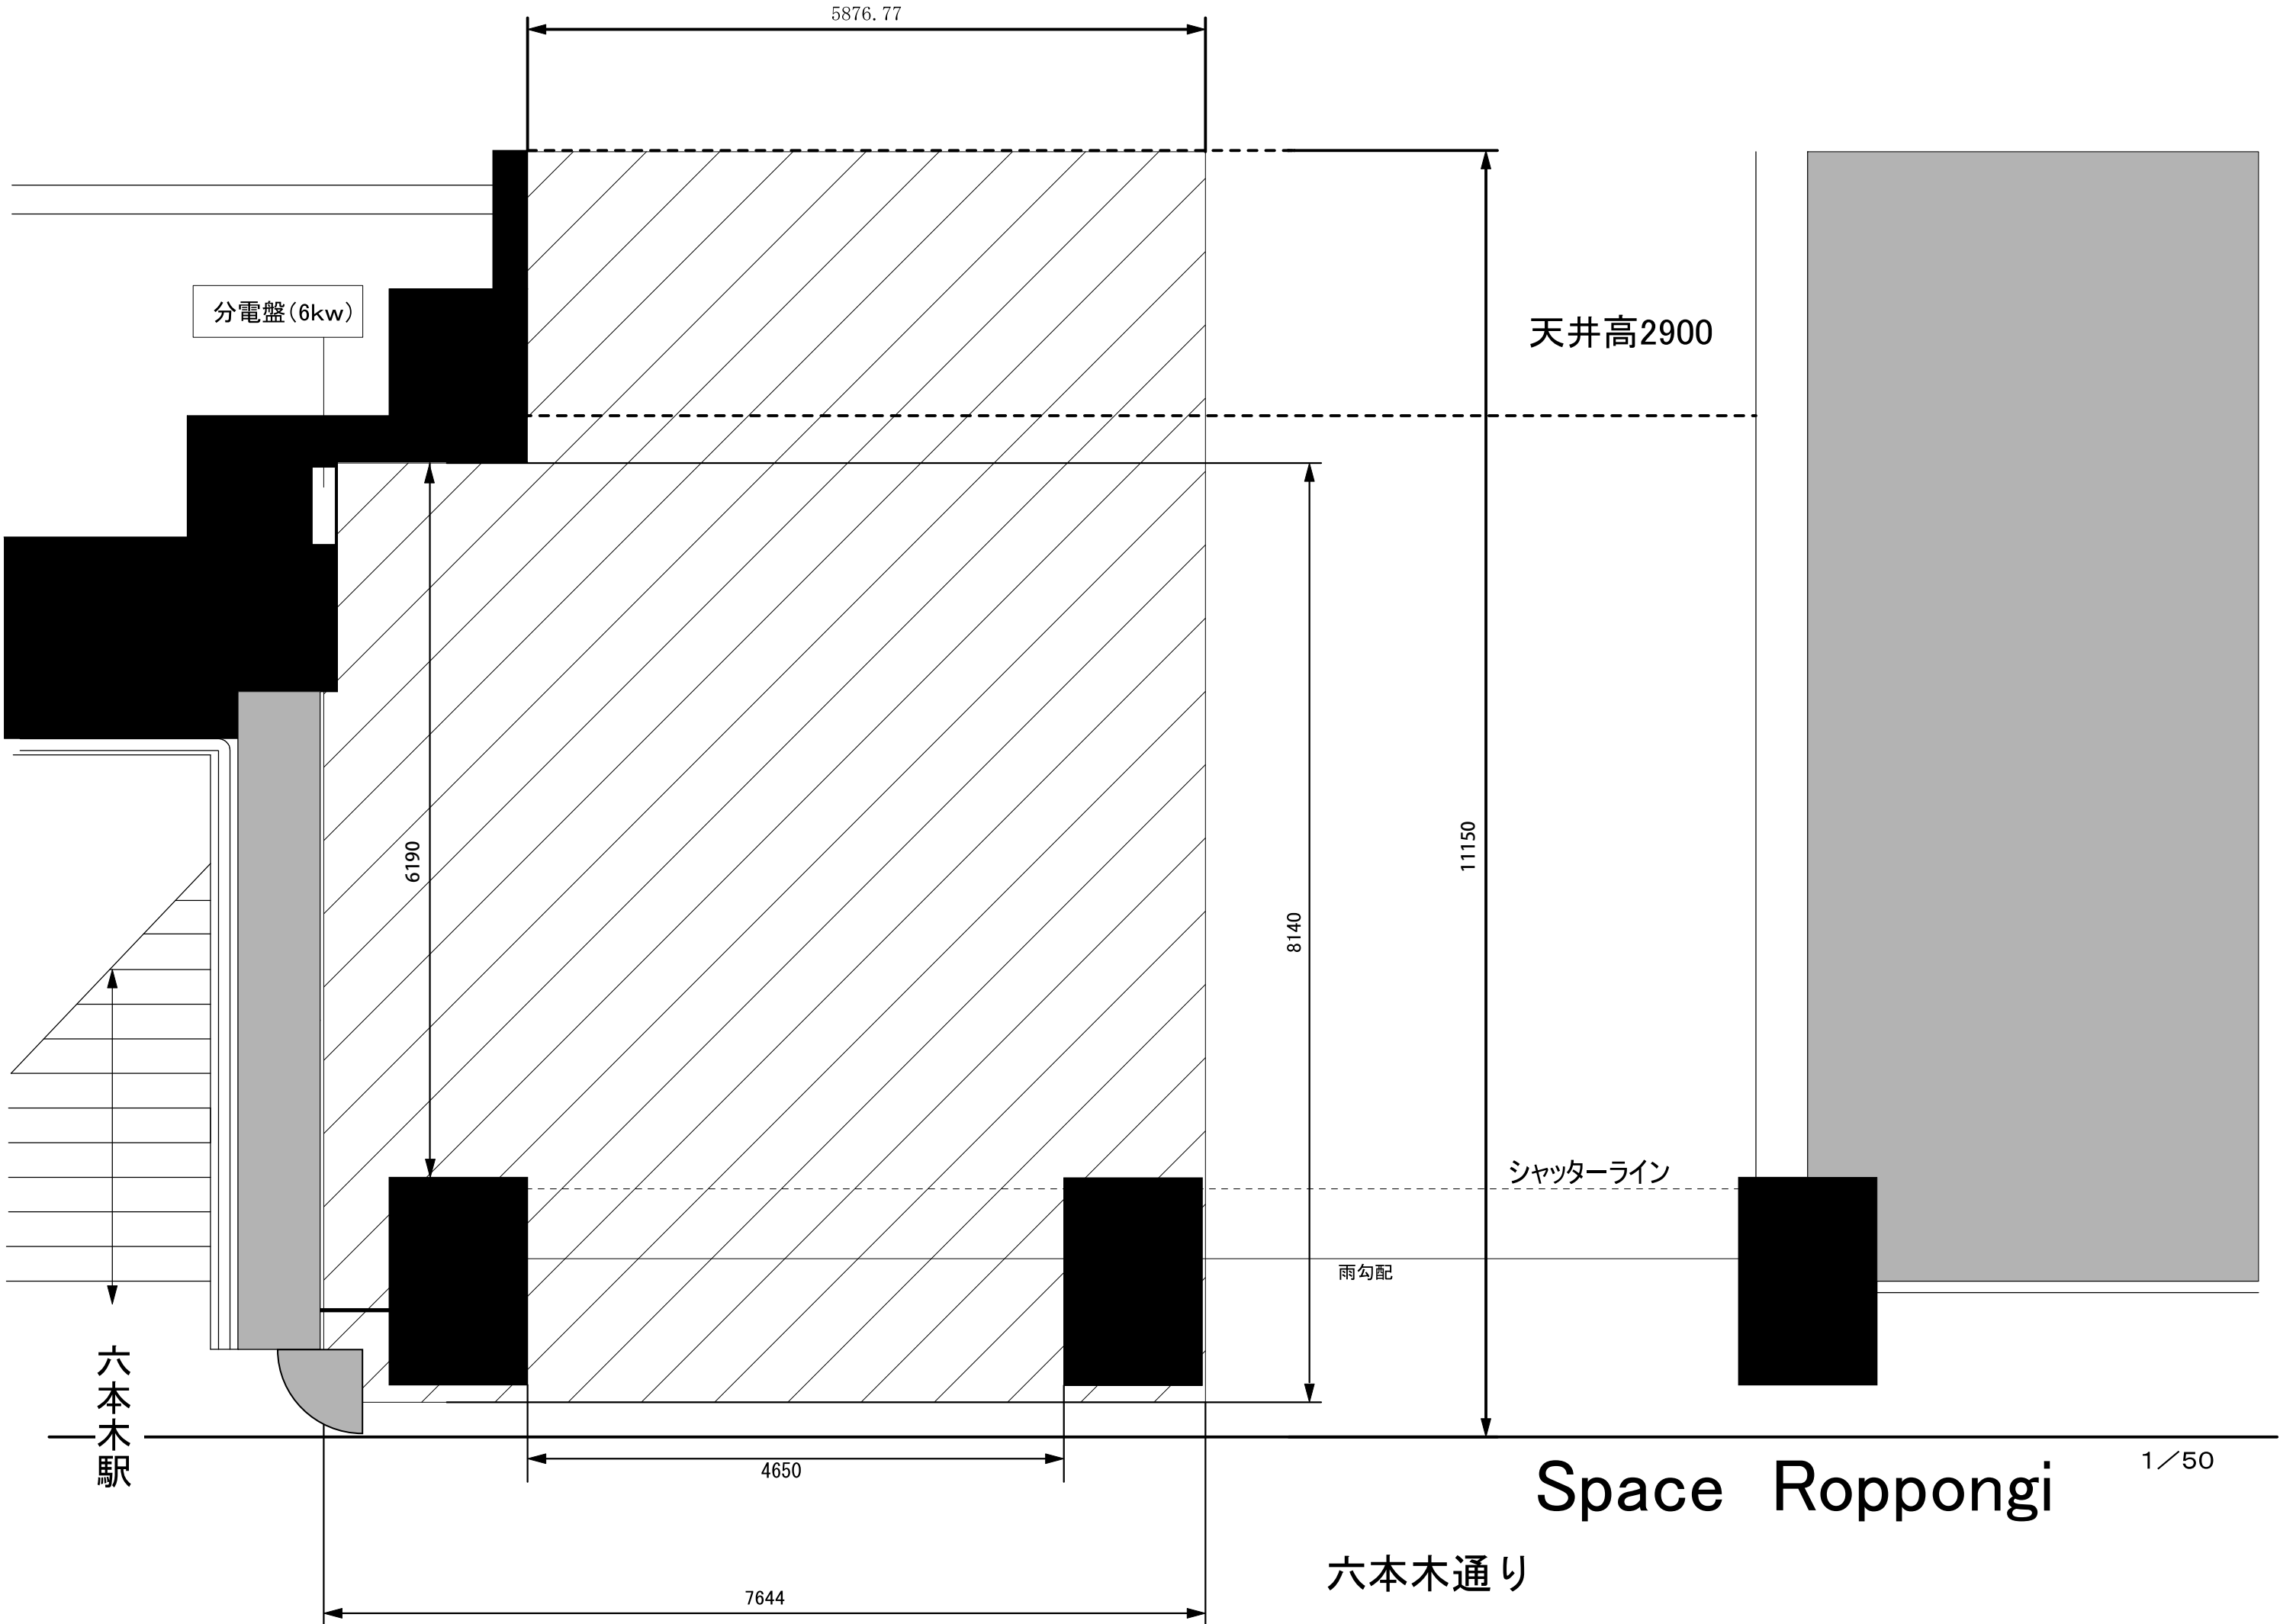 5876.77
分電盤(6kw)
天井高2900
6190
11150
8140
シャッターライン
雨勾配
六本木駅
4650
1/50
Space Roppongi
六本木通り
7644